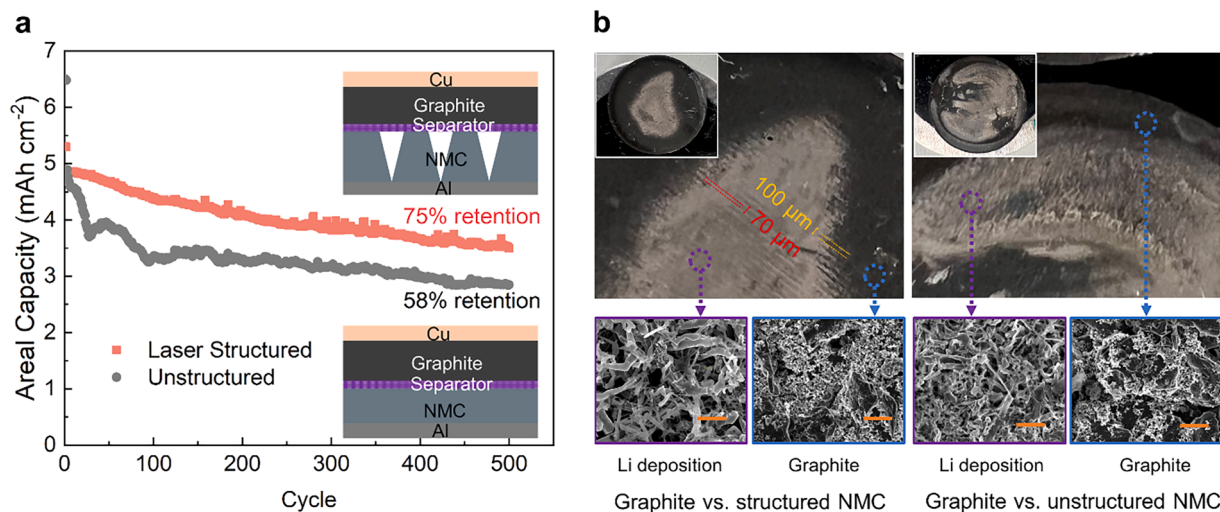 a
Areal Capacity (mAh cm⁻²)
7
6
5
4
3
2
1
0
0
100
200
300
400
500
Cycle
Cu
Graphite
Separator
NMC
Al
75% retention
58% retention
Laser Structured
Unstructured
Cu
Graphite
Separator
NMC
Al
b
100 μm
70 μm
Li deposition
Graphite
Li deposition
Graphite
Graphite vs. structured NMC
Graphite vs. unstructured NMC